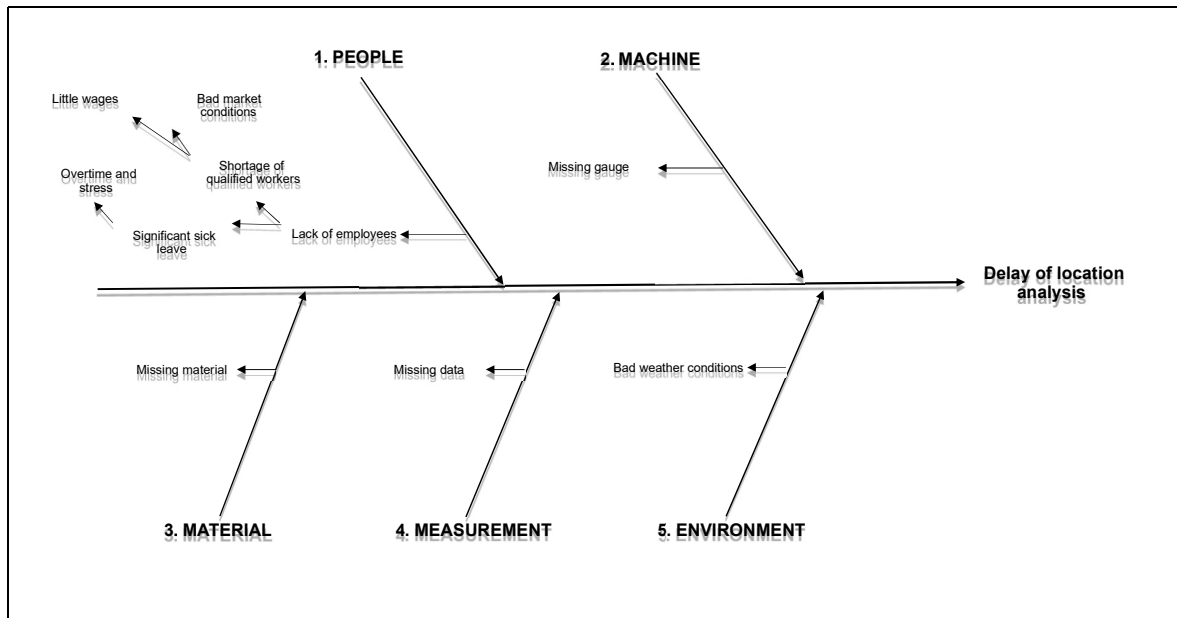 1. PEOPLE
2. MACHINE
Little wages
Bad market
conditions
Missing gauge
Shortage of
qualified workers
Overtime and
stress
Significant sick
leave
Lack of employees
Delay of location
analysis
Missing material
Missing data
Bad weather conditions
3. MATERIAL
4. MEASUREMENT
5. ENVIRONMENT